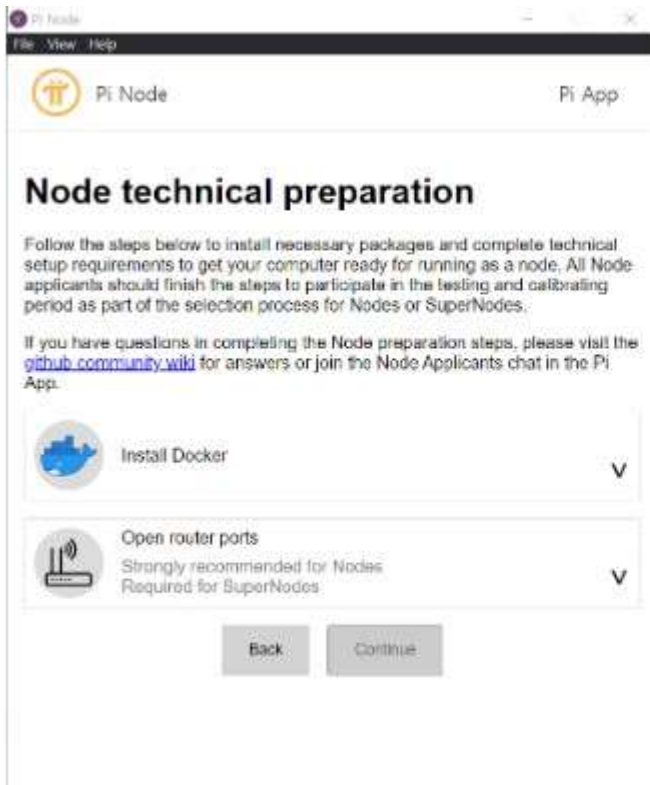 Pi Node
File View Help
Pi Node
Pi App
Node technical preparation
Follow the steps below to install necessary packages and complete technical
setup requirements to get your computer ready for running as a node. All Node
applicants should finish the steps to participate in the testing and calibrating
period as part of the selection process for Nodes or SuperNodes.
If you have questions in completing the Node preparation steps, please visit the
github community wiki for answers or join the Node Applicants chat in the Pi
App.
Install Docker
Open router ports
Strongly recommended for Nodes
Required for SuperNodes
Back
Continue